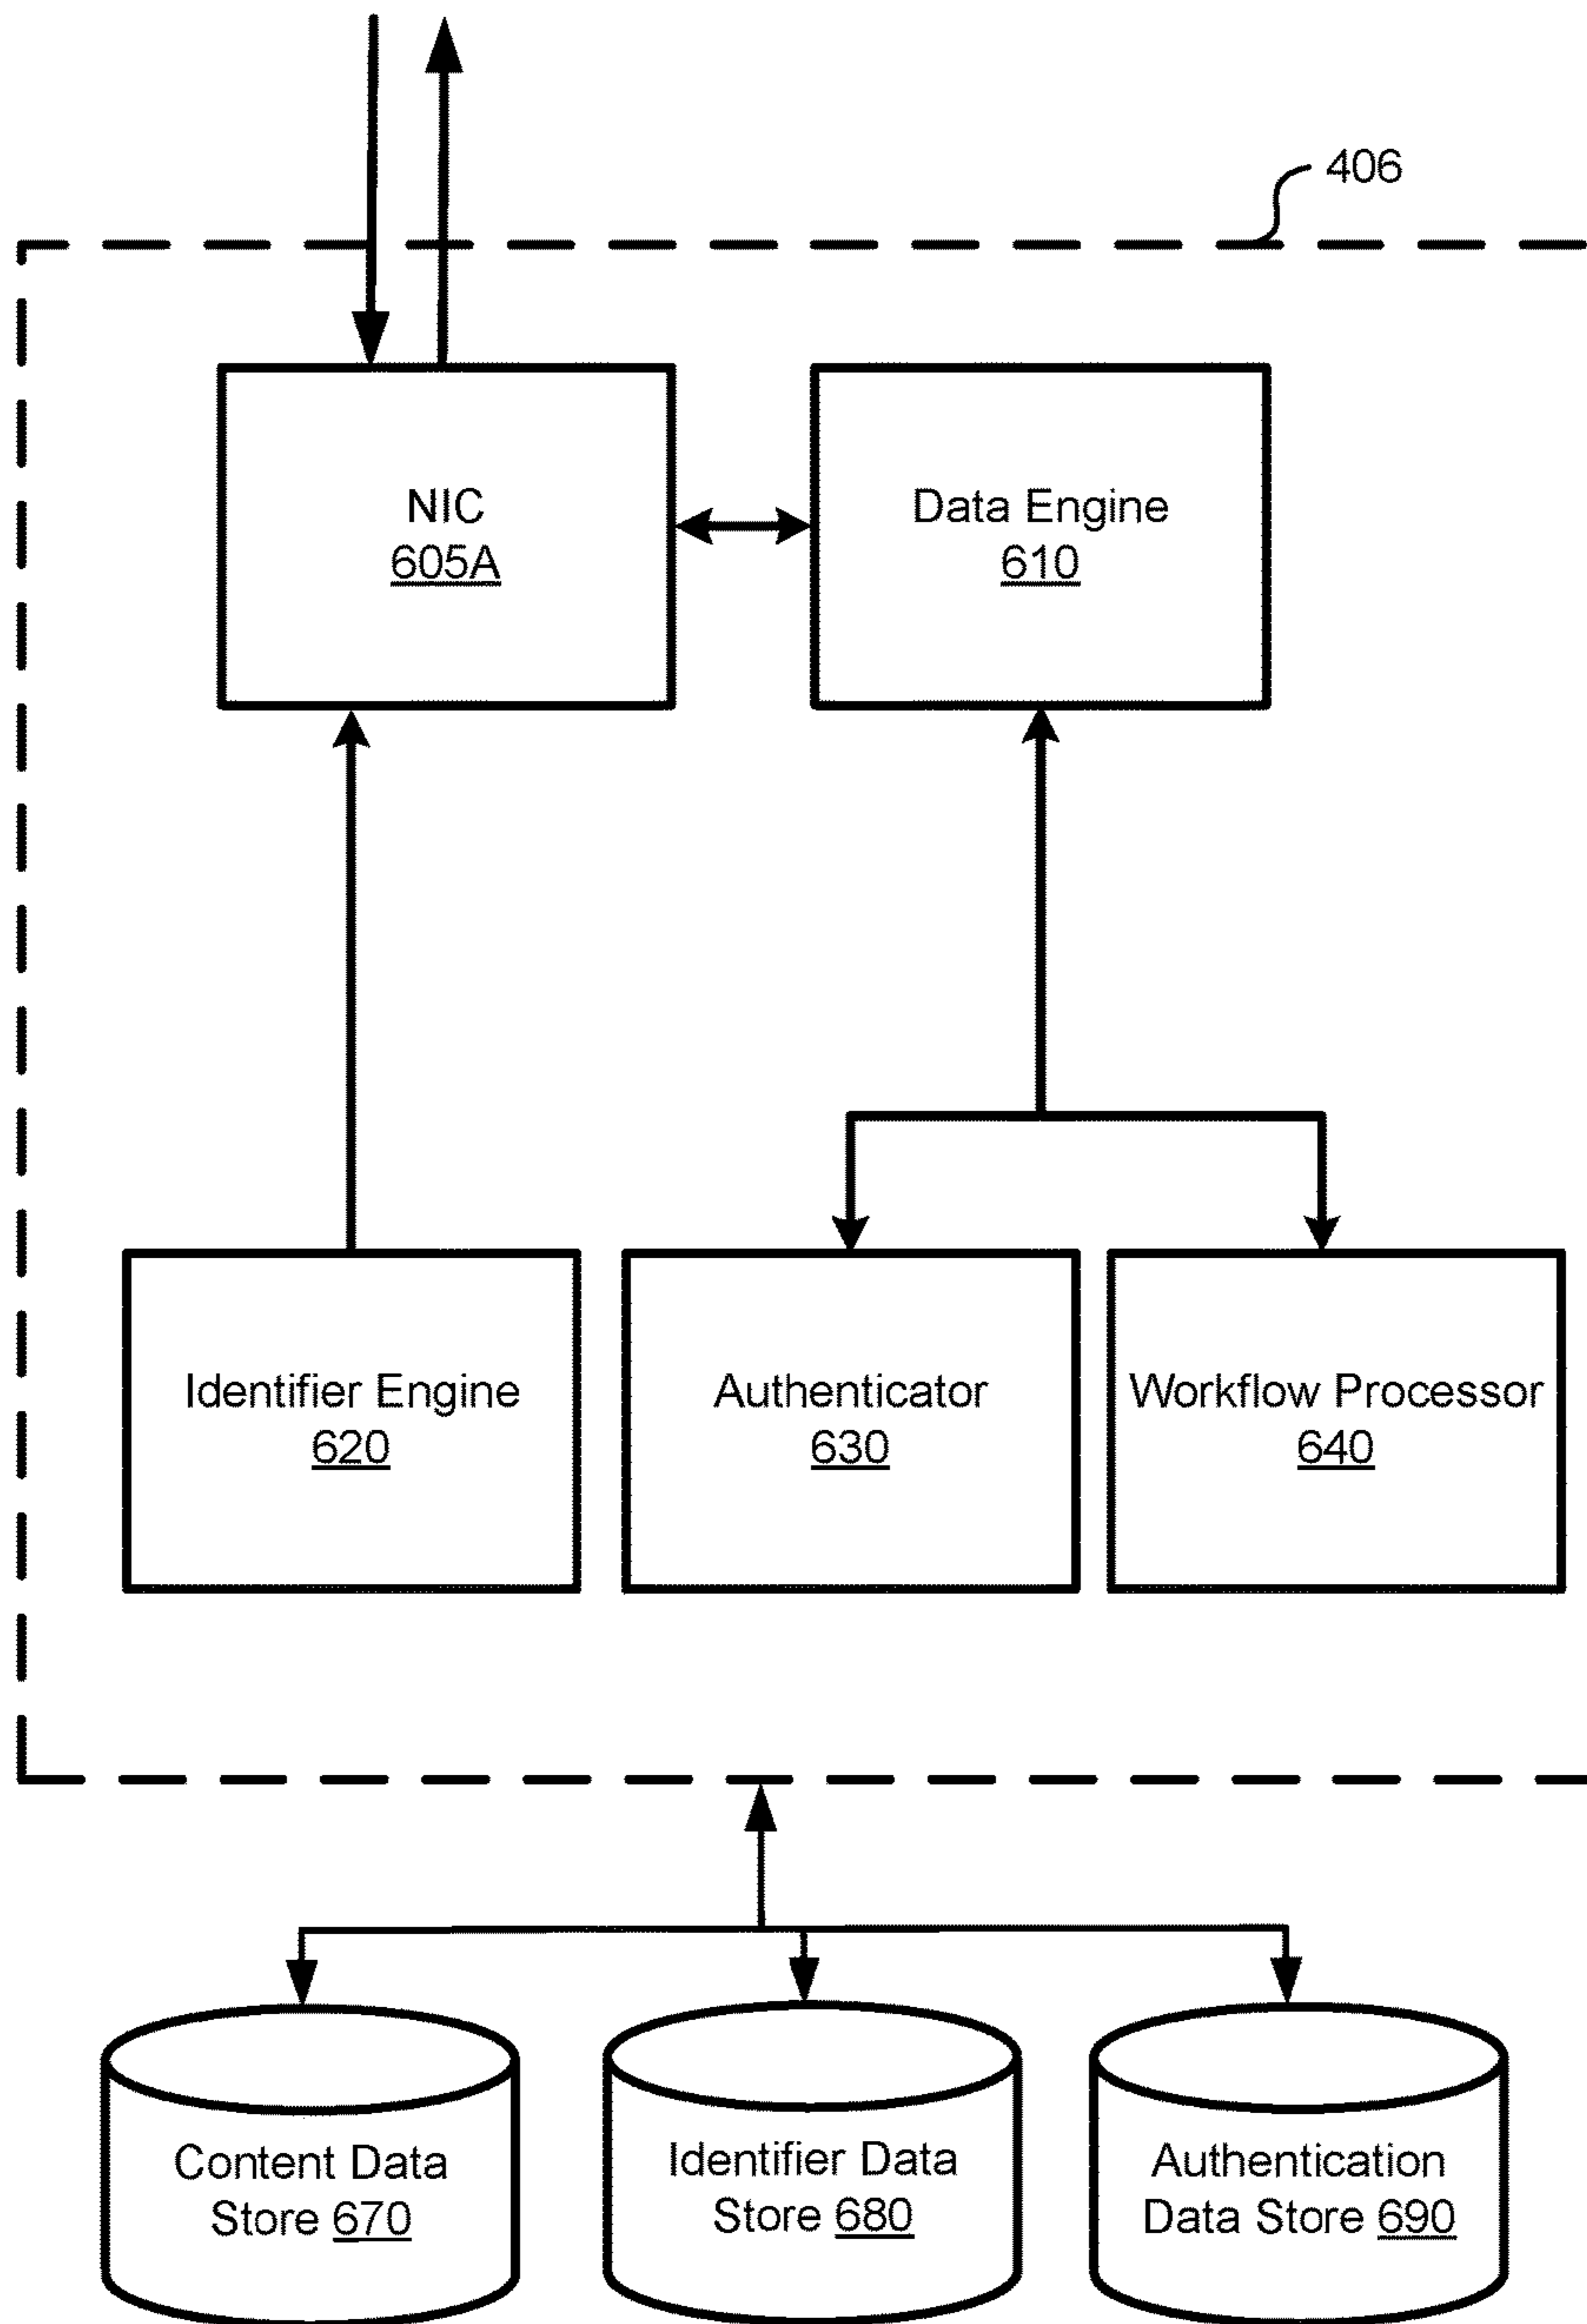 406
NIC
605A
Data Engine
610
Identifier Engine
620
Authenticator
630
Workflow Processor
640
Content Data
Store 670
Identifier Data
Store 680
Authentication
Data Store 690